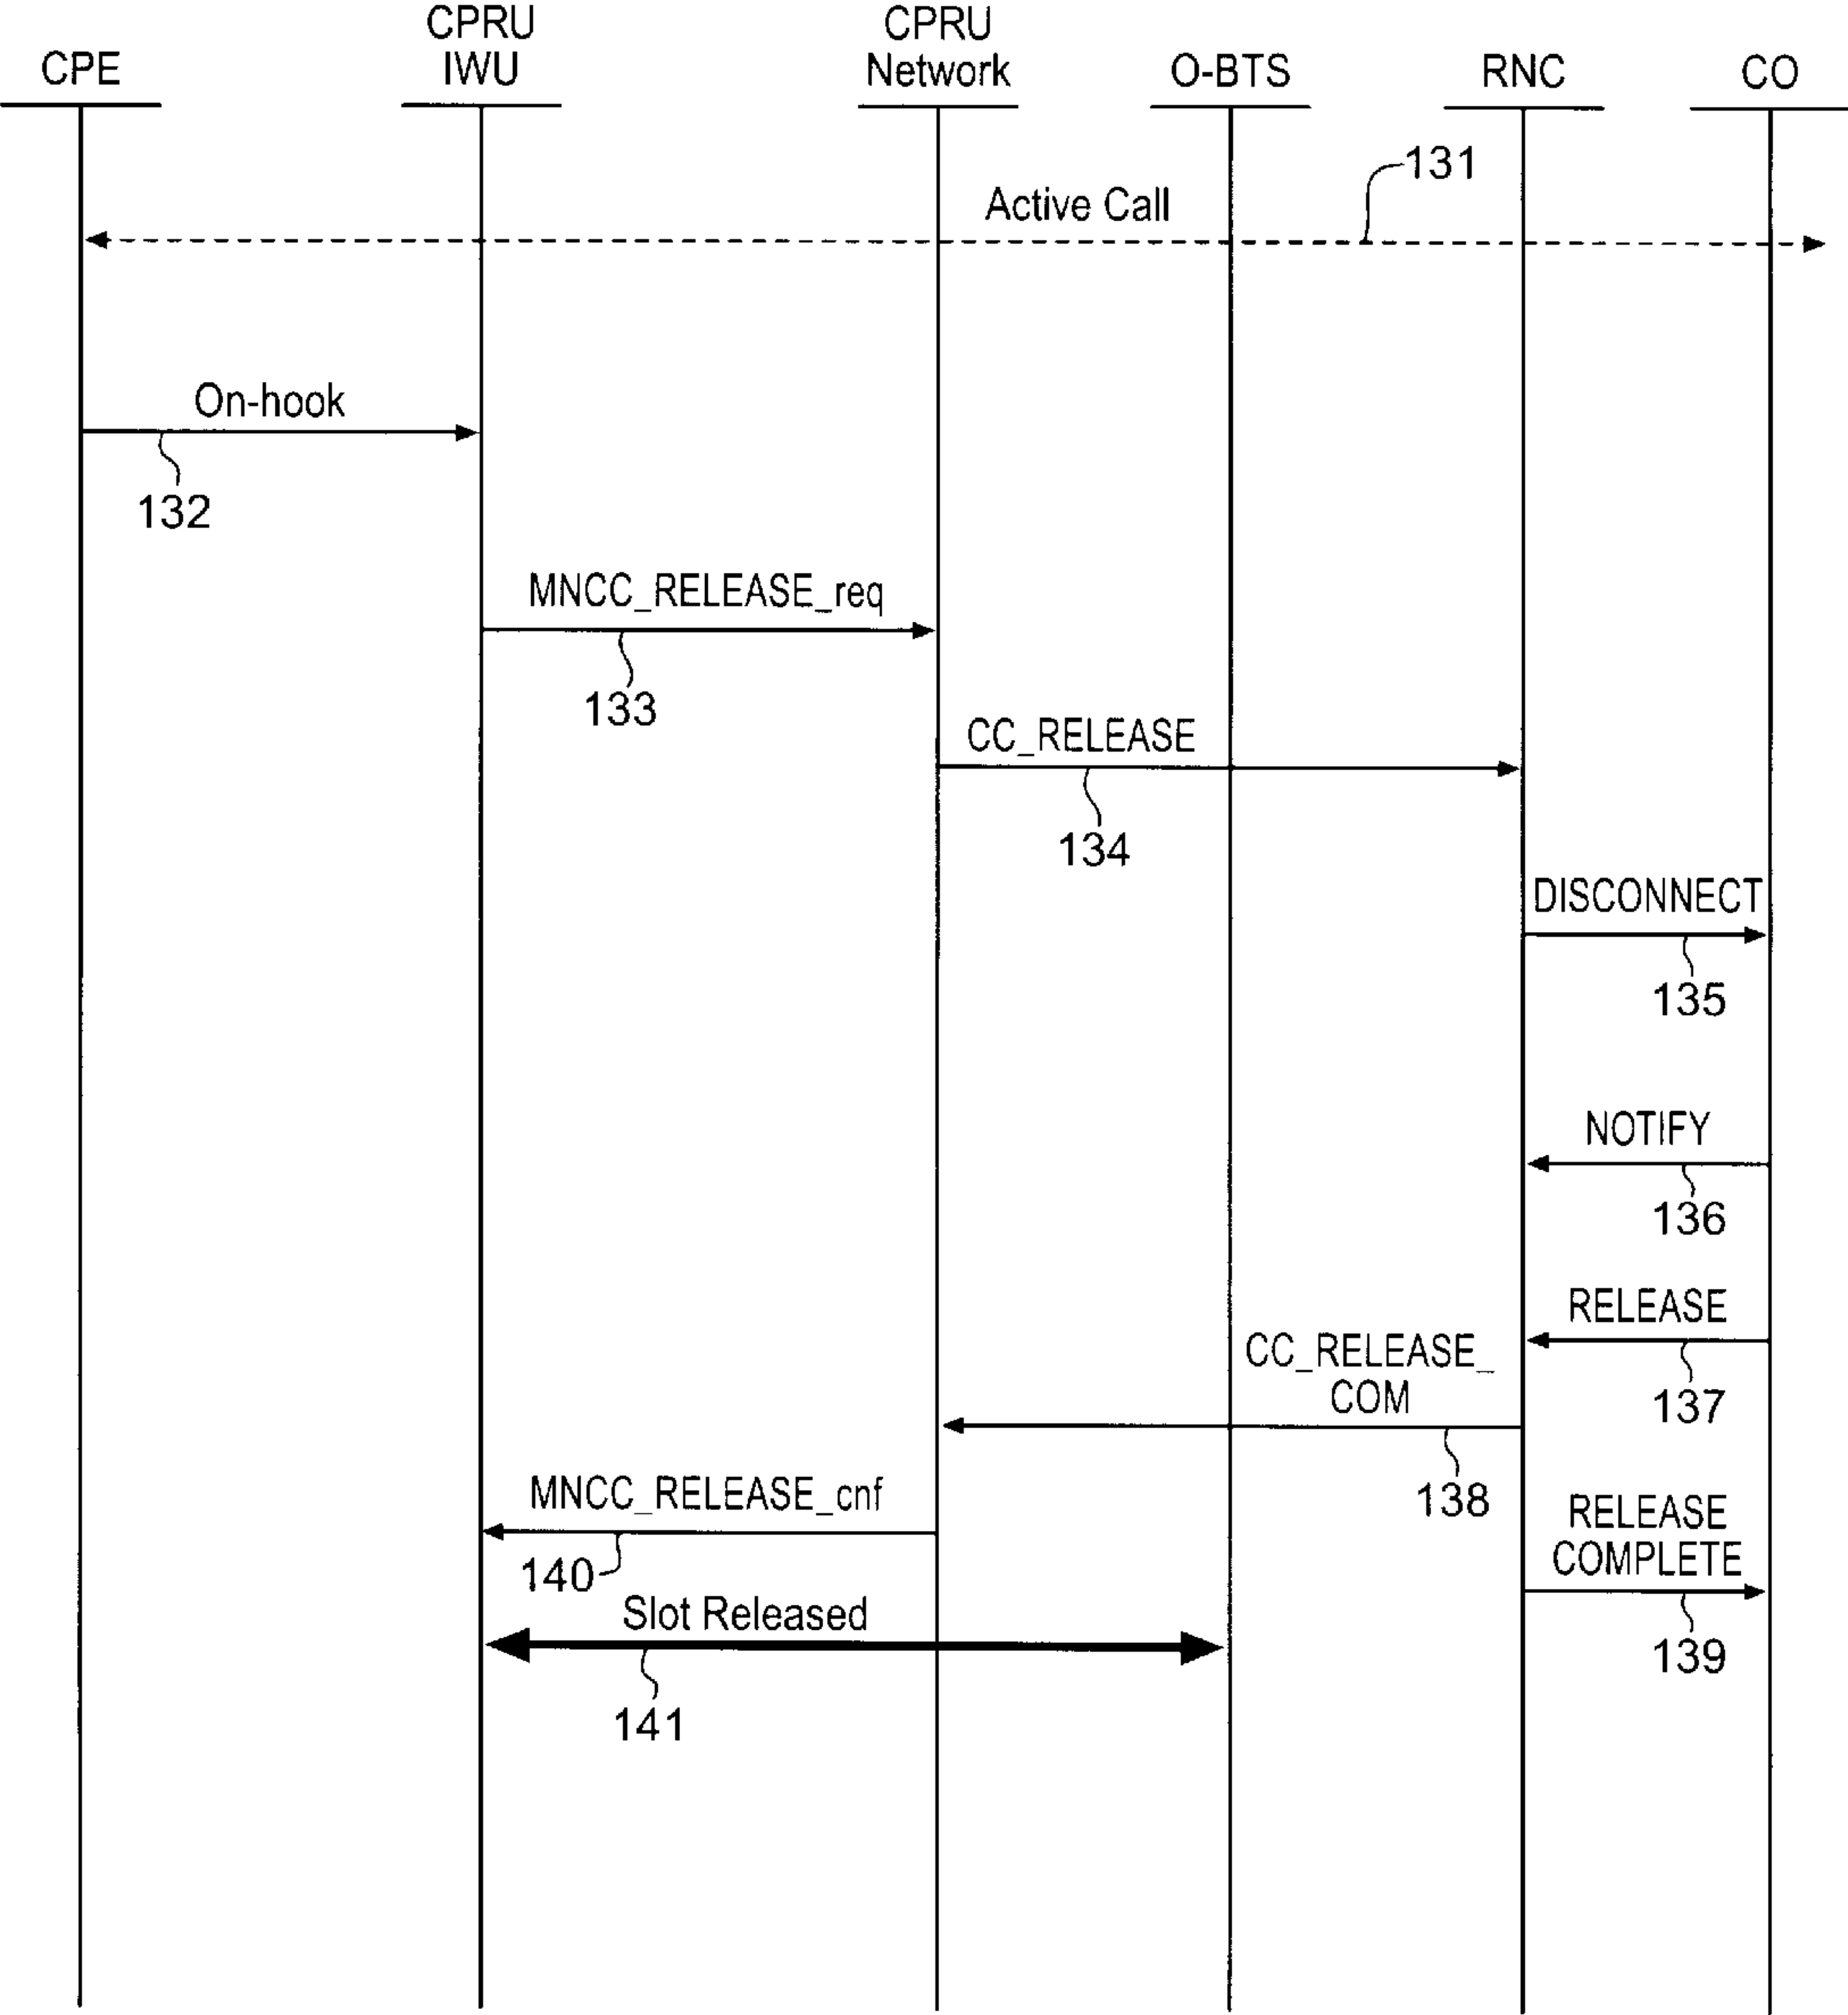 CPE
CPRU
IWU
CPRU
Network
O-BTS
RNC
CO
131
Active Call
On-hook
132
MNCC_RELEASE_req
133
CC_RELEASE
134
DISCONNECT
135
NOTIFY
136
RELEASE
137
CC_RELEASE_
COM
138
MNCC_RELEASE_cnf
140
RELEASE
COMPLETE
139
Slot Released
141